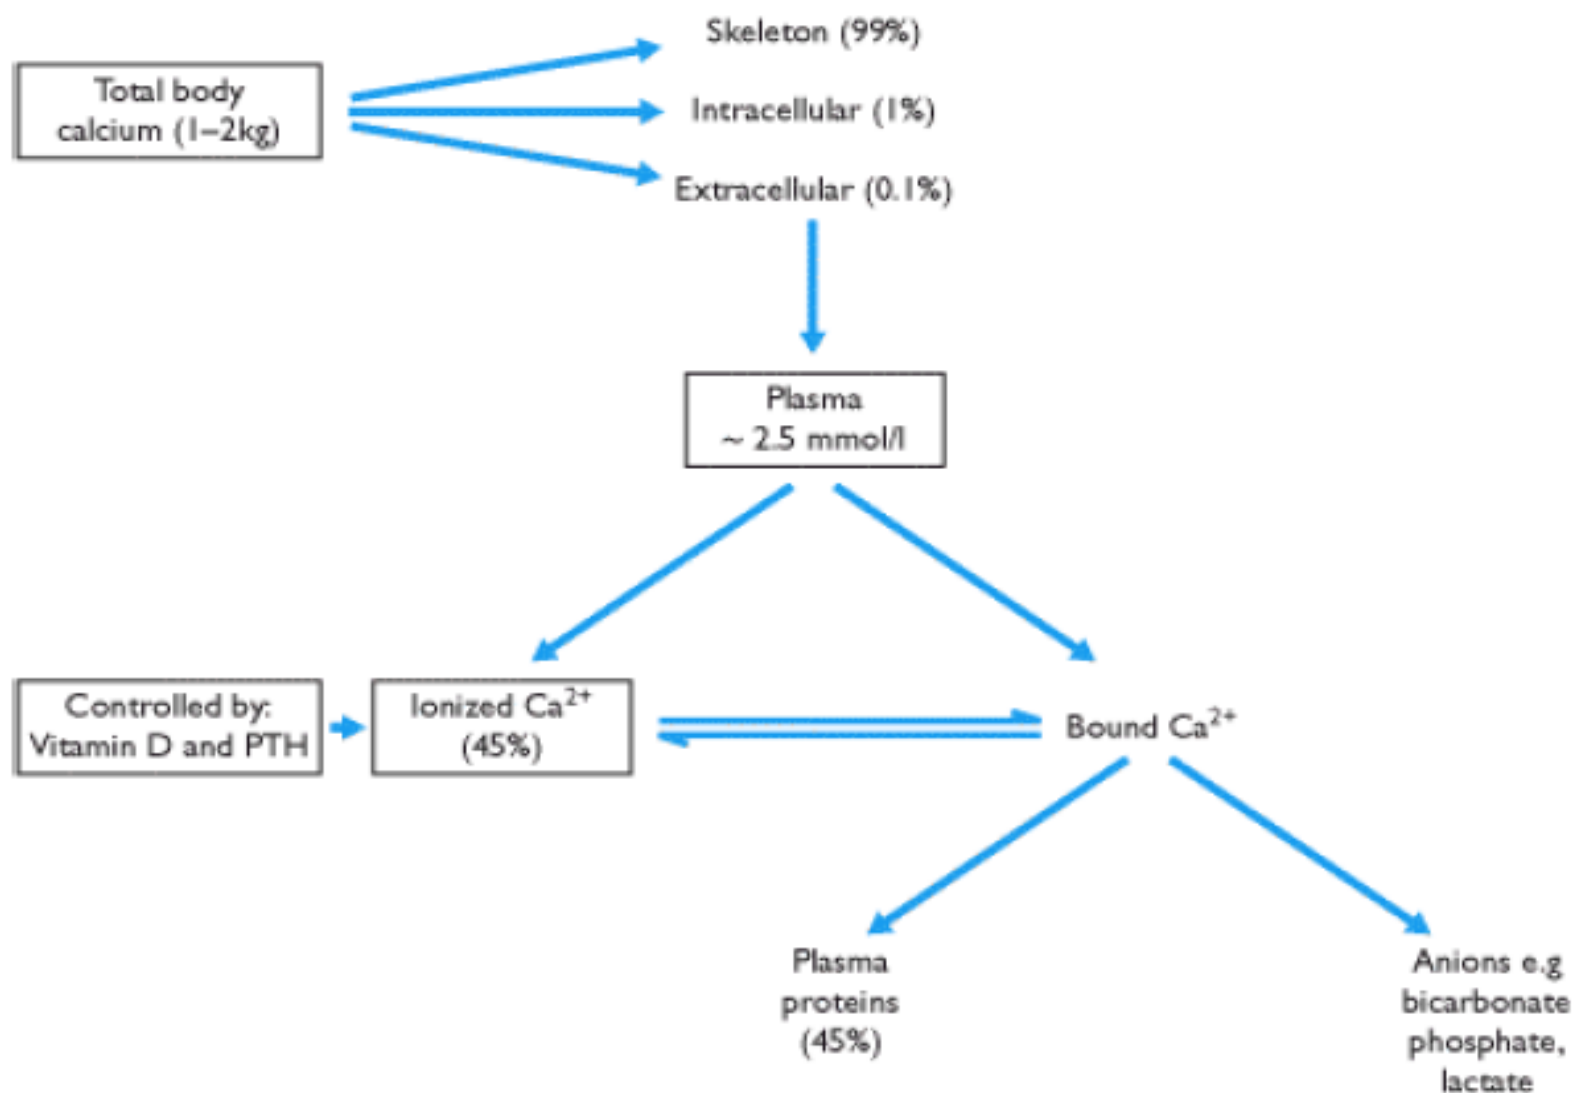 Skeleton (99%)
Total body
calcium (1–2kg)
Intracellular (1%)
Extracellular (0.1%)
Plasma
~ 2.5 mmol/l
Controlled by:
Vitamin D and PTH
Ionized Ca²⁺
(45%)
Bound Ca²⁺
Plasma
proteins
(45%)
Anions e.g
bicarbonate
phosphate,
lactate